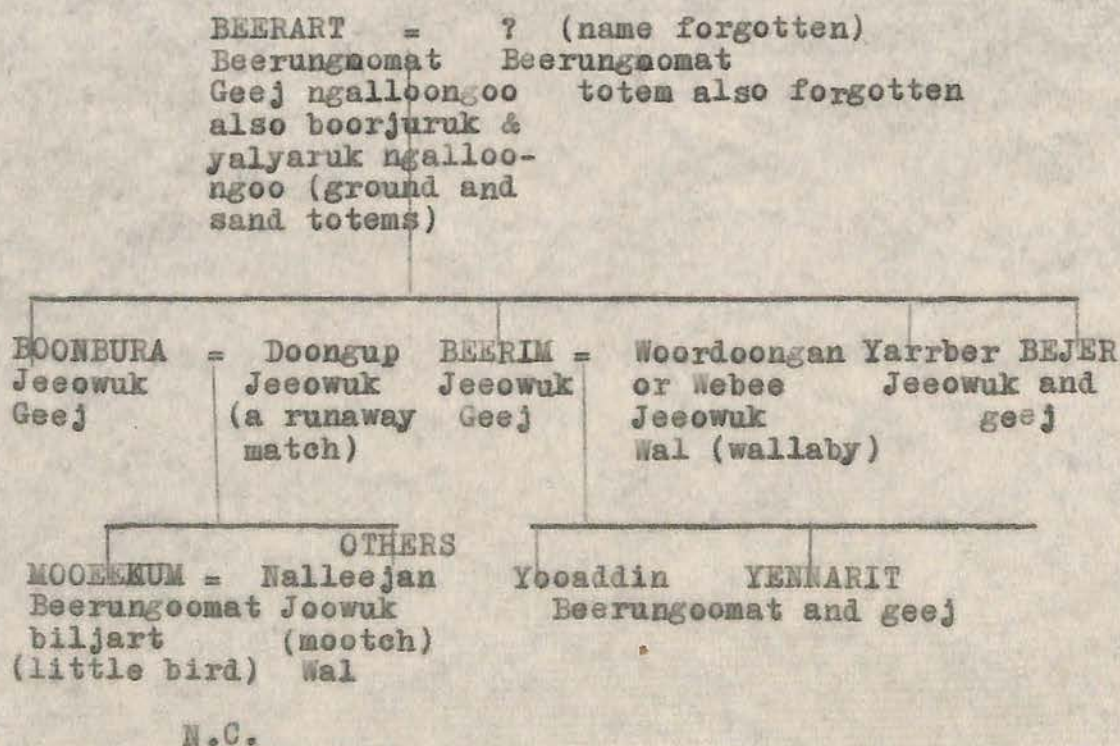 BEERART = ? (name forgotten)
Beerungmomat Beerungmomat
Geej ngalloongoo totem also forgotten
also boorjuruk &
yalyaruk ngalloo-
ngoo (ground and
sand totems)
BOONBURA = Doongup BEERIM = Woordoongan Yarrber BEJER
Jeeowuk Jeeowuk Jeeowuk or Webee Jeeowuk and
Geej (a runaway Geej Jeeowuk geej
match) Wal (wallaby)
OTHERS
= Nalleejan Yooaddin YENNARIT
Beerungoomat Joowuk Beerungoomat and geej
biljart (mootch)
(little bird) Wal
N.C.